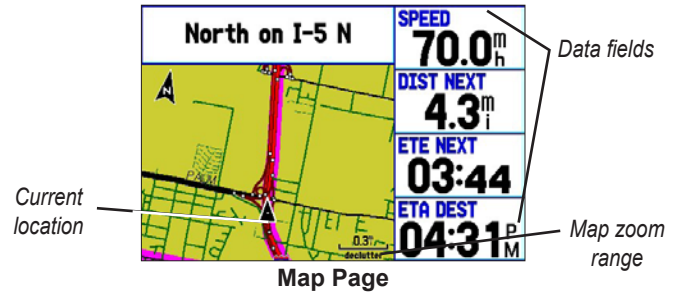 North on I-5 N
SPEED
70.0 m h
DIST NEXT
4.3 m i
ETE NEXT
03:44
ETA DEST
04:31 P M
N
PALM
0.3
declutter
Data fields
Current location
Map zoom range
Map Page